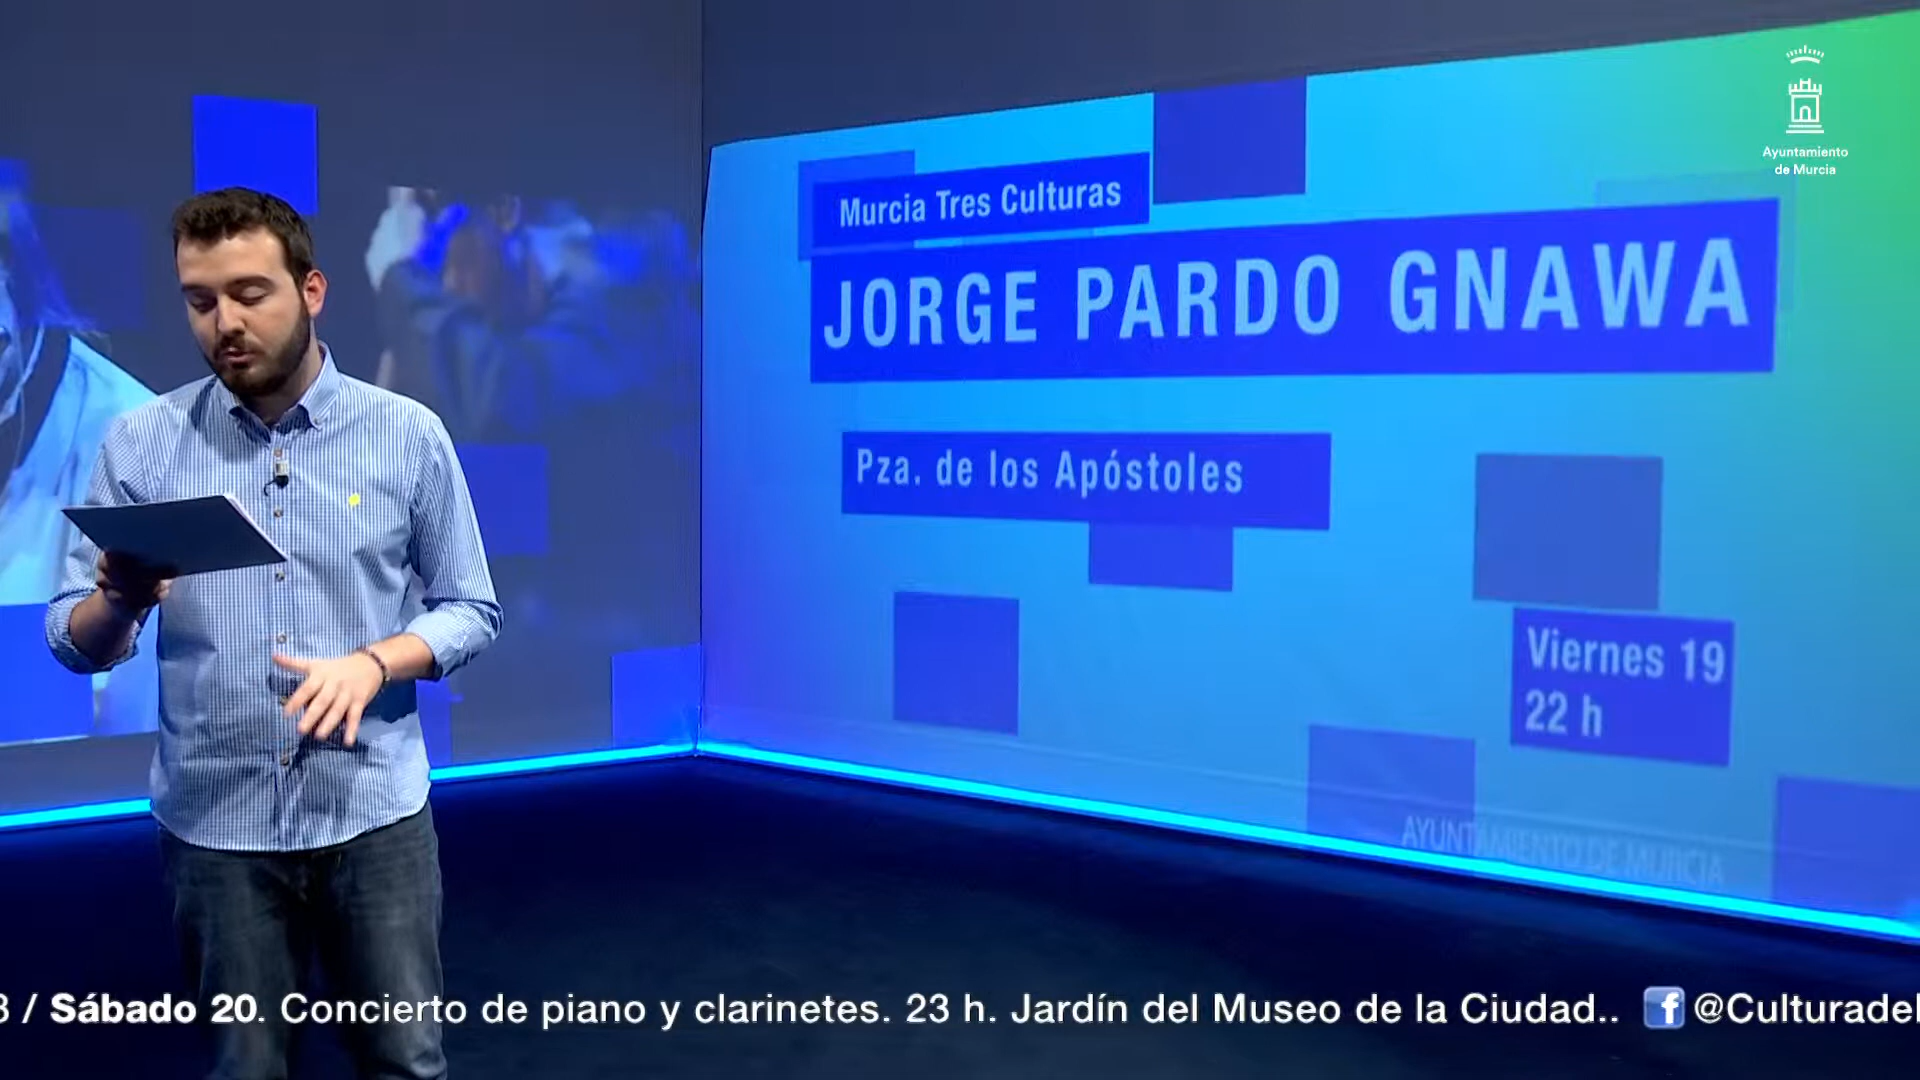 Ayuntamiento
de Murcia
Murcia Tres Culturas
JORGE PARDO GNAWA
Pza. de los Apóstoles
Viernes 19
22 h
AYUNTAMIENTO DE MURCIA
/ Sábado 20. Concierto de piano y clarinetes. 23 h. Jardín del Museo de la Ciudad.. f @Culturadel